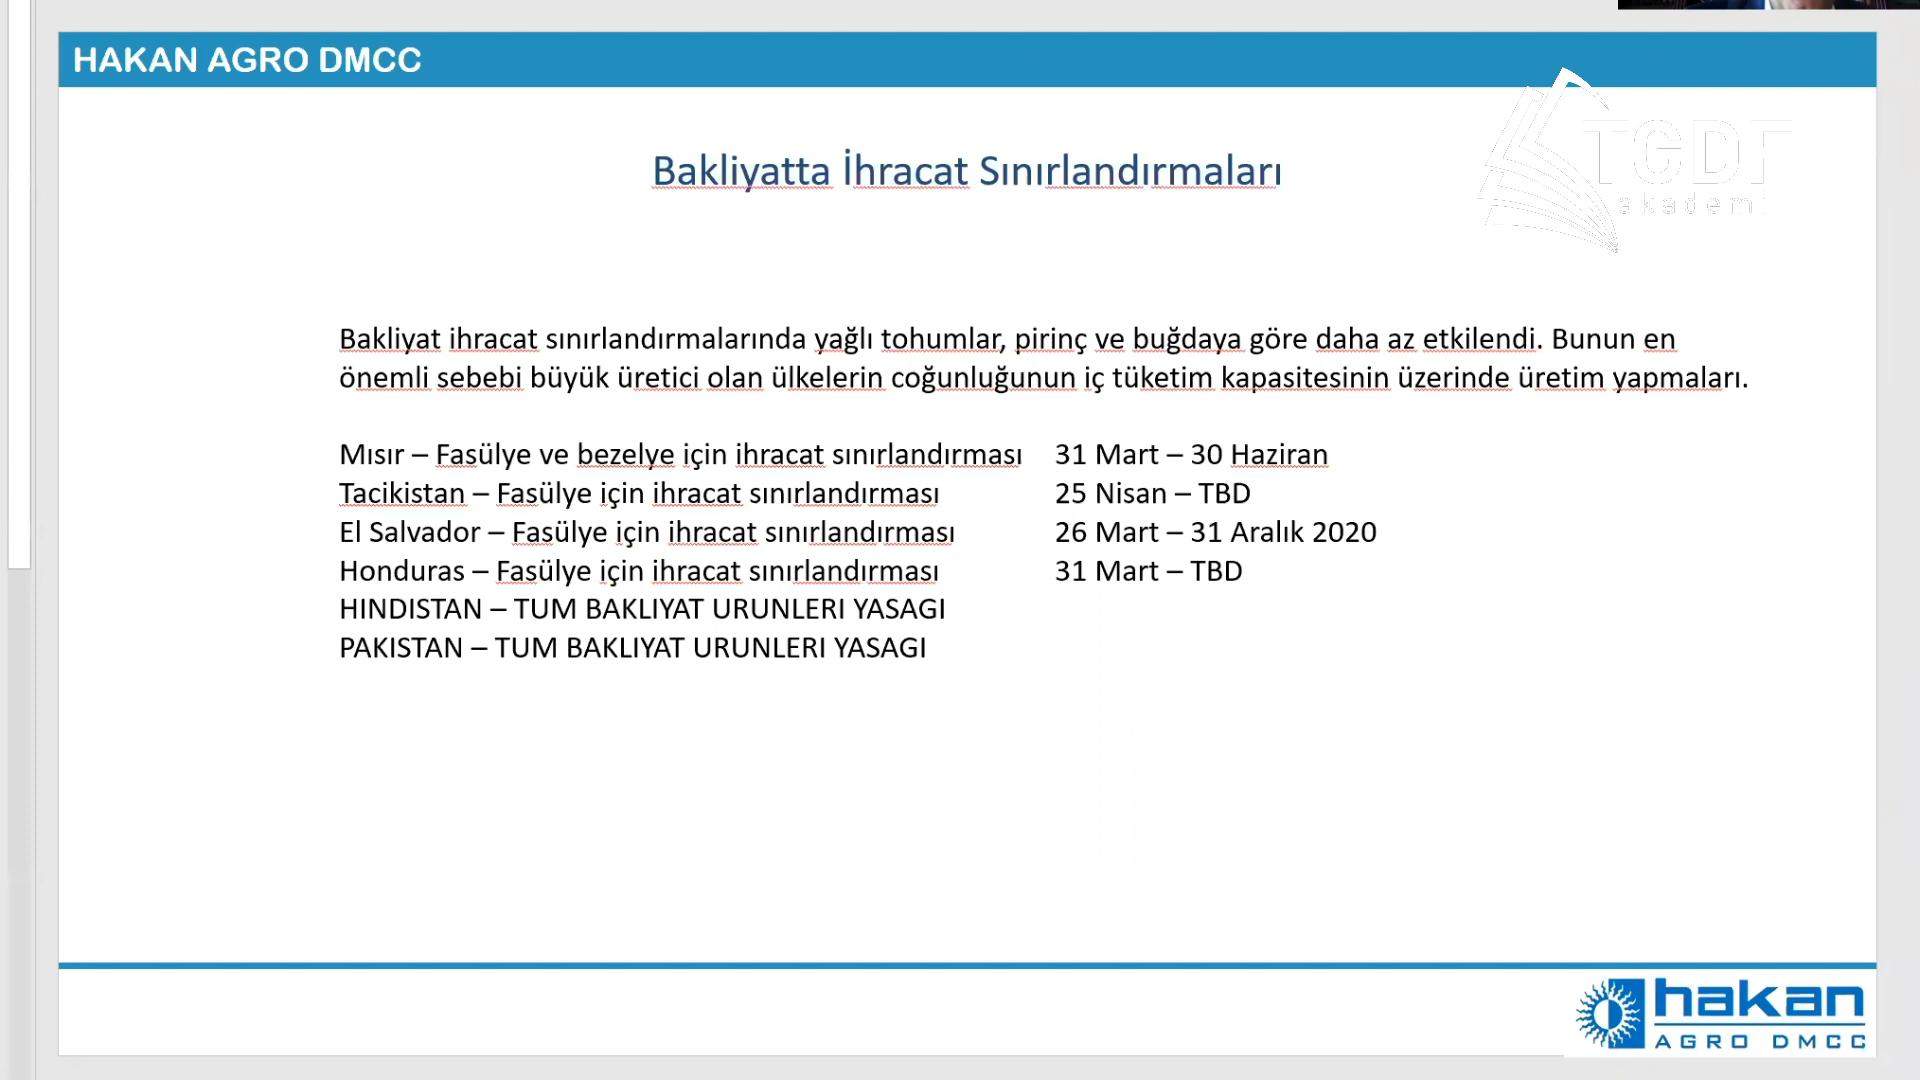 HAKAN AGRO DMCC
TGDF
akademi
Bakliyatta İhracat Sınırlandırmaları
Bakliyat ihracat sınırlandırmalarında yağlı tohumlar, pirinç ve buğdaya göre daha az etkilendi. Bunun en
önemli sebebi büyük üretici olan ülkelerin coğunluğunun iç tüketim kapasitesinin üzerinde üretim yapmaları.
Mısır – Fasülye ve bezelye için ihracat sınırlandırması 31 Mart – 30 Haziran
Tacikistan – Fasülye için ihracat sınırlandırması 25 Nisan – TBD
El Salvador – Fasülye için ihracat sınırlandırması 26 Mart – 31 Aralık 2020
Honduras – Fasülye için ihracat sınırlandırması 31 Mart – TBD
HINDISTAN – TUM BAKLIYAT URUNLERI YASAGI
PAKISTAN – TUM BAKLIYAT URUNLERI YASAGI
hakan
AGRO DMCC